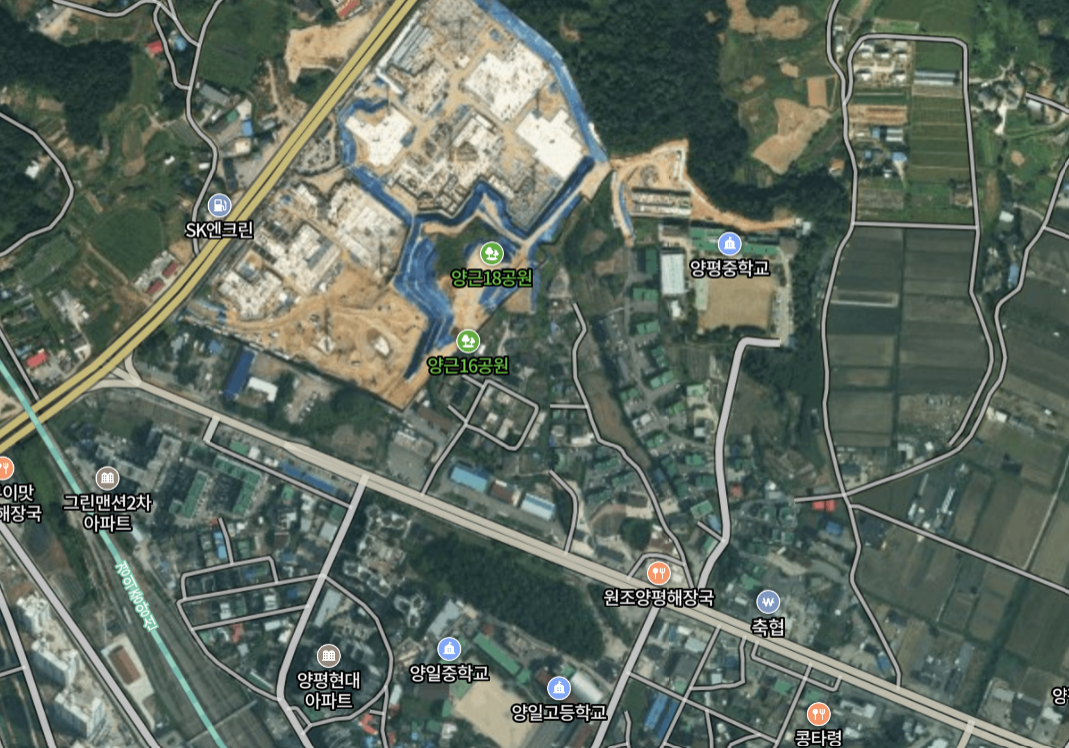 SK엔크린
양평중학교
양근18공원
양근16공원
그린맨션2차
아파트
해장국
원조양평해장국
축협
양평현대
아파트
양일중학교
양일고등학교
콩타령